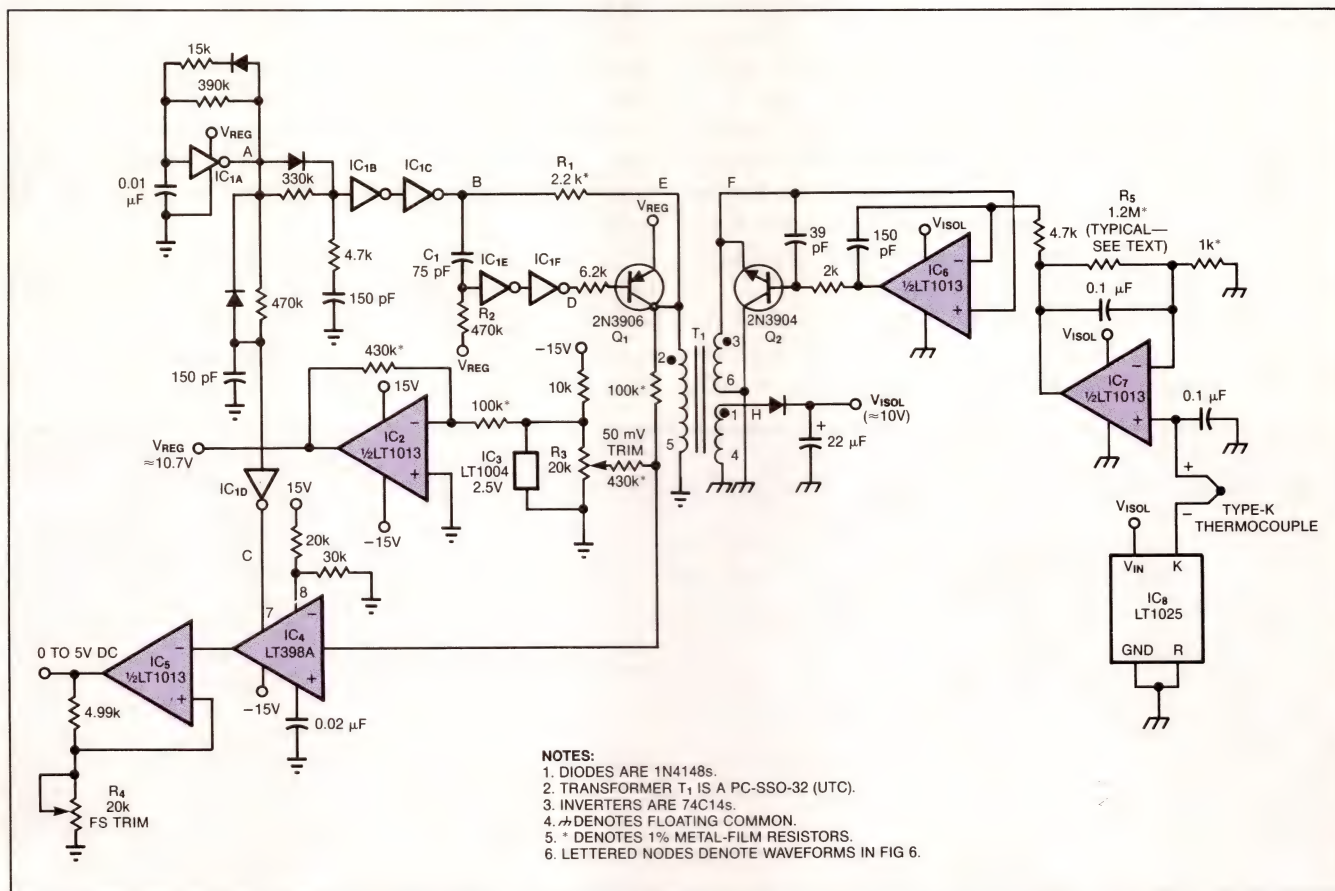 15k
390k
VREG
A
IC1A
0.01
µF
330k
IC1B
IC1C
B
R1
2.2 k*
E
F
VREG
4.7k
150 pF
470k
150 pF
C1
75 pF
IC1E
IC1F
D
6.2k
R2
470k
VREG
2N3906
Q1
T1
2
5
3
6
1
4
H
39
pF
2N3904
Q2
150
pF
2k
VISOL
IC6
½LT1013
−
+
4.7k
R5
1.2M*
(TYPICAL—
SEE TEXT)
1k*
0.1 µF
VISOL
IC7
½LT1013
−
+
0.1
µF
VISOL
(≈10V)
+
22 µF
430k*
15V
−15V
10k
100k*
100k*
VREG
≈10.7V
IC2
½LT1013
−
+
−15V
IC3
LT1004
2.5V
R3
20k
50 mV
TRIM
430k*
IC1D
C
15V
20k
30k
8
7
−
IC4
LT398A
+
−15V
0.02 µF
0 TO 5V DC
IC5
½LT1013
−
+
4.99k
R4
20k
FS TRIM
+
−
TYPE-K
THERMOCOUPLE
VISOL
VIN K
IC8
LT1025
GND R
NOTES:
1. DIODES ARE 1N4148s.
2. TRANSFORMER T1 IS A PC-SSO-32 (UTC).
3. INVERTERS ARE 74C14s.
4. DENOTES FLOATING COMMON.
5. * DENOTES 1% METAL-FILM RESISTORS.
6. LETTERED NODES DENOTE WAVEFORMS IN FIG 6.